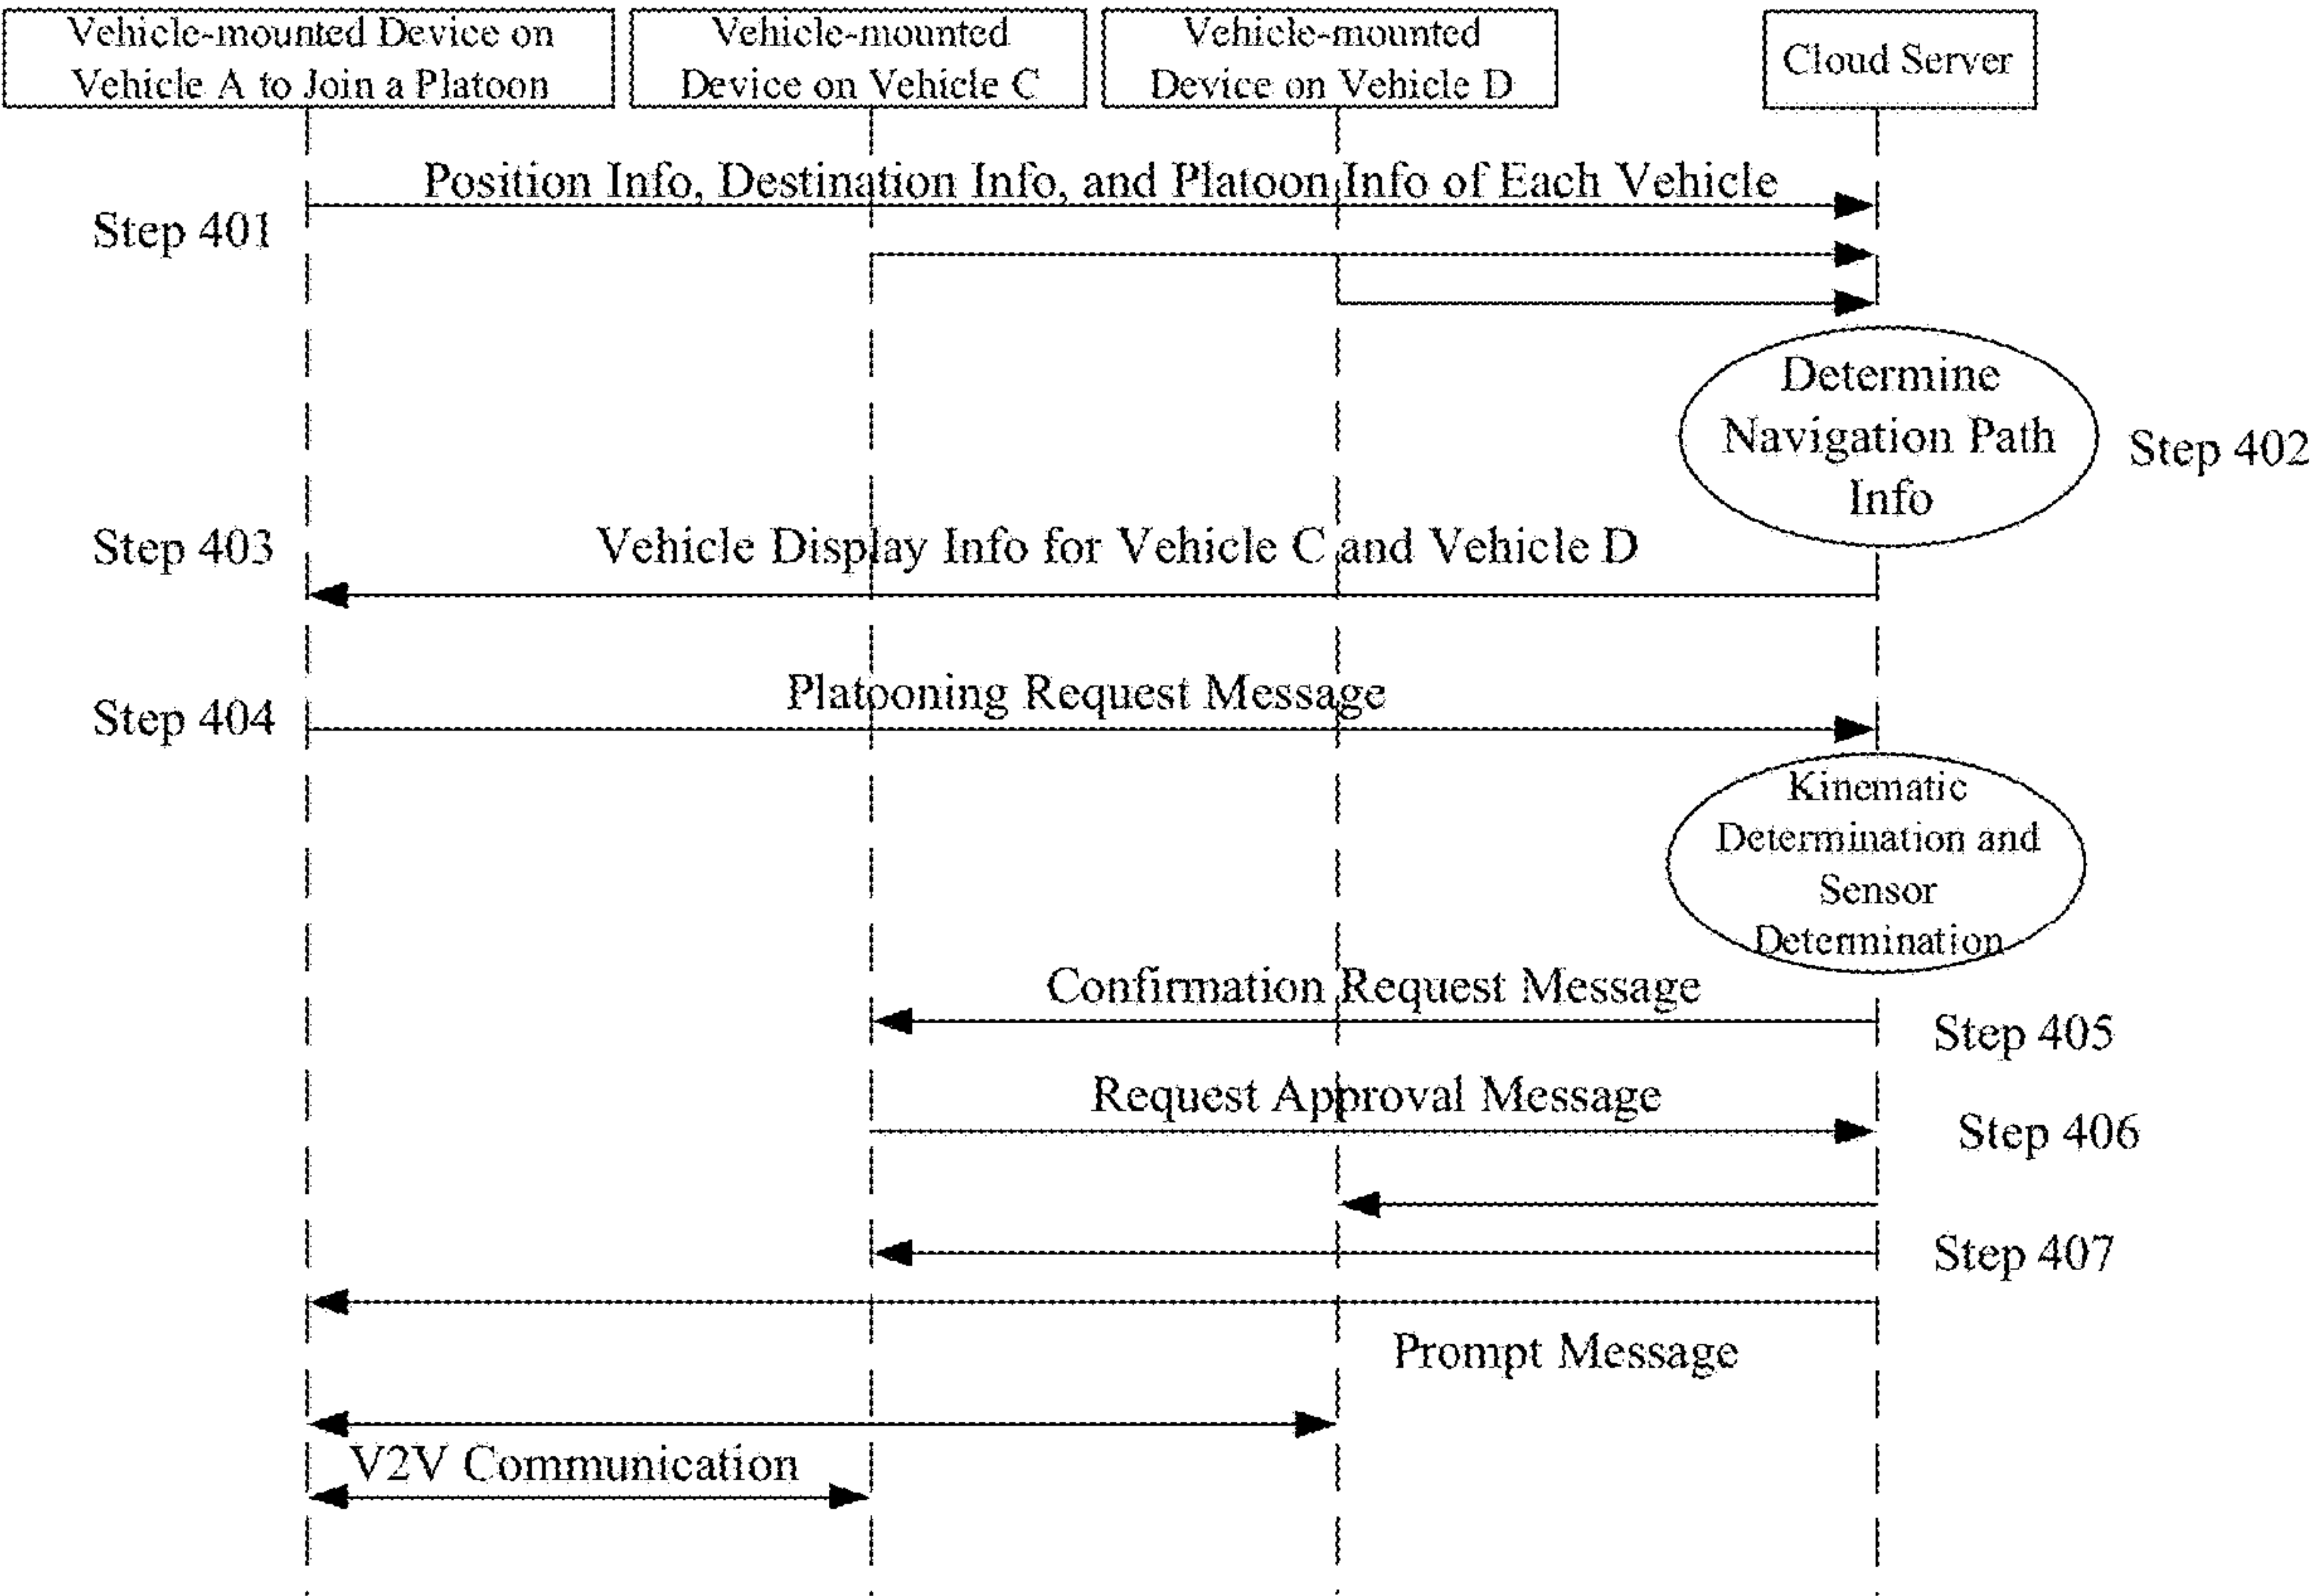 Vehicle-mounted Device on
Vehicle A to Join a Platoon
Vehicle-mounted
Device on Vehicle C
Vehicle-mounted
Device on Vehicle D
Cloud Server
Position Info, Destination Info, and Platoon Info of Each Vehicle
Step 401
Determine
Navigation Path
Info
Step 402
Step 403
Vehicle Display Info for Vehicle C and Vehicle D
Step 404
Platooning Request Message
Kinematic
Determination and
Sensor
Determination
Confirmation Request Message
Step 405
Request Approval Message
Step 406
Step 407
Prompt Message
V2V Communication